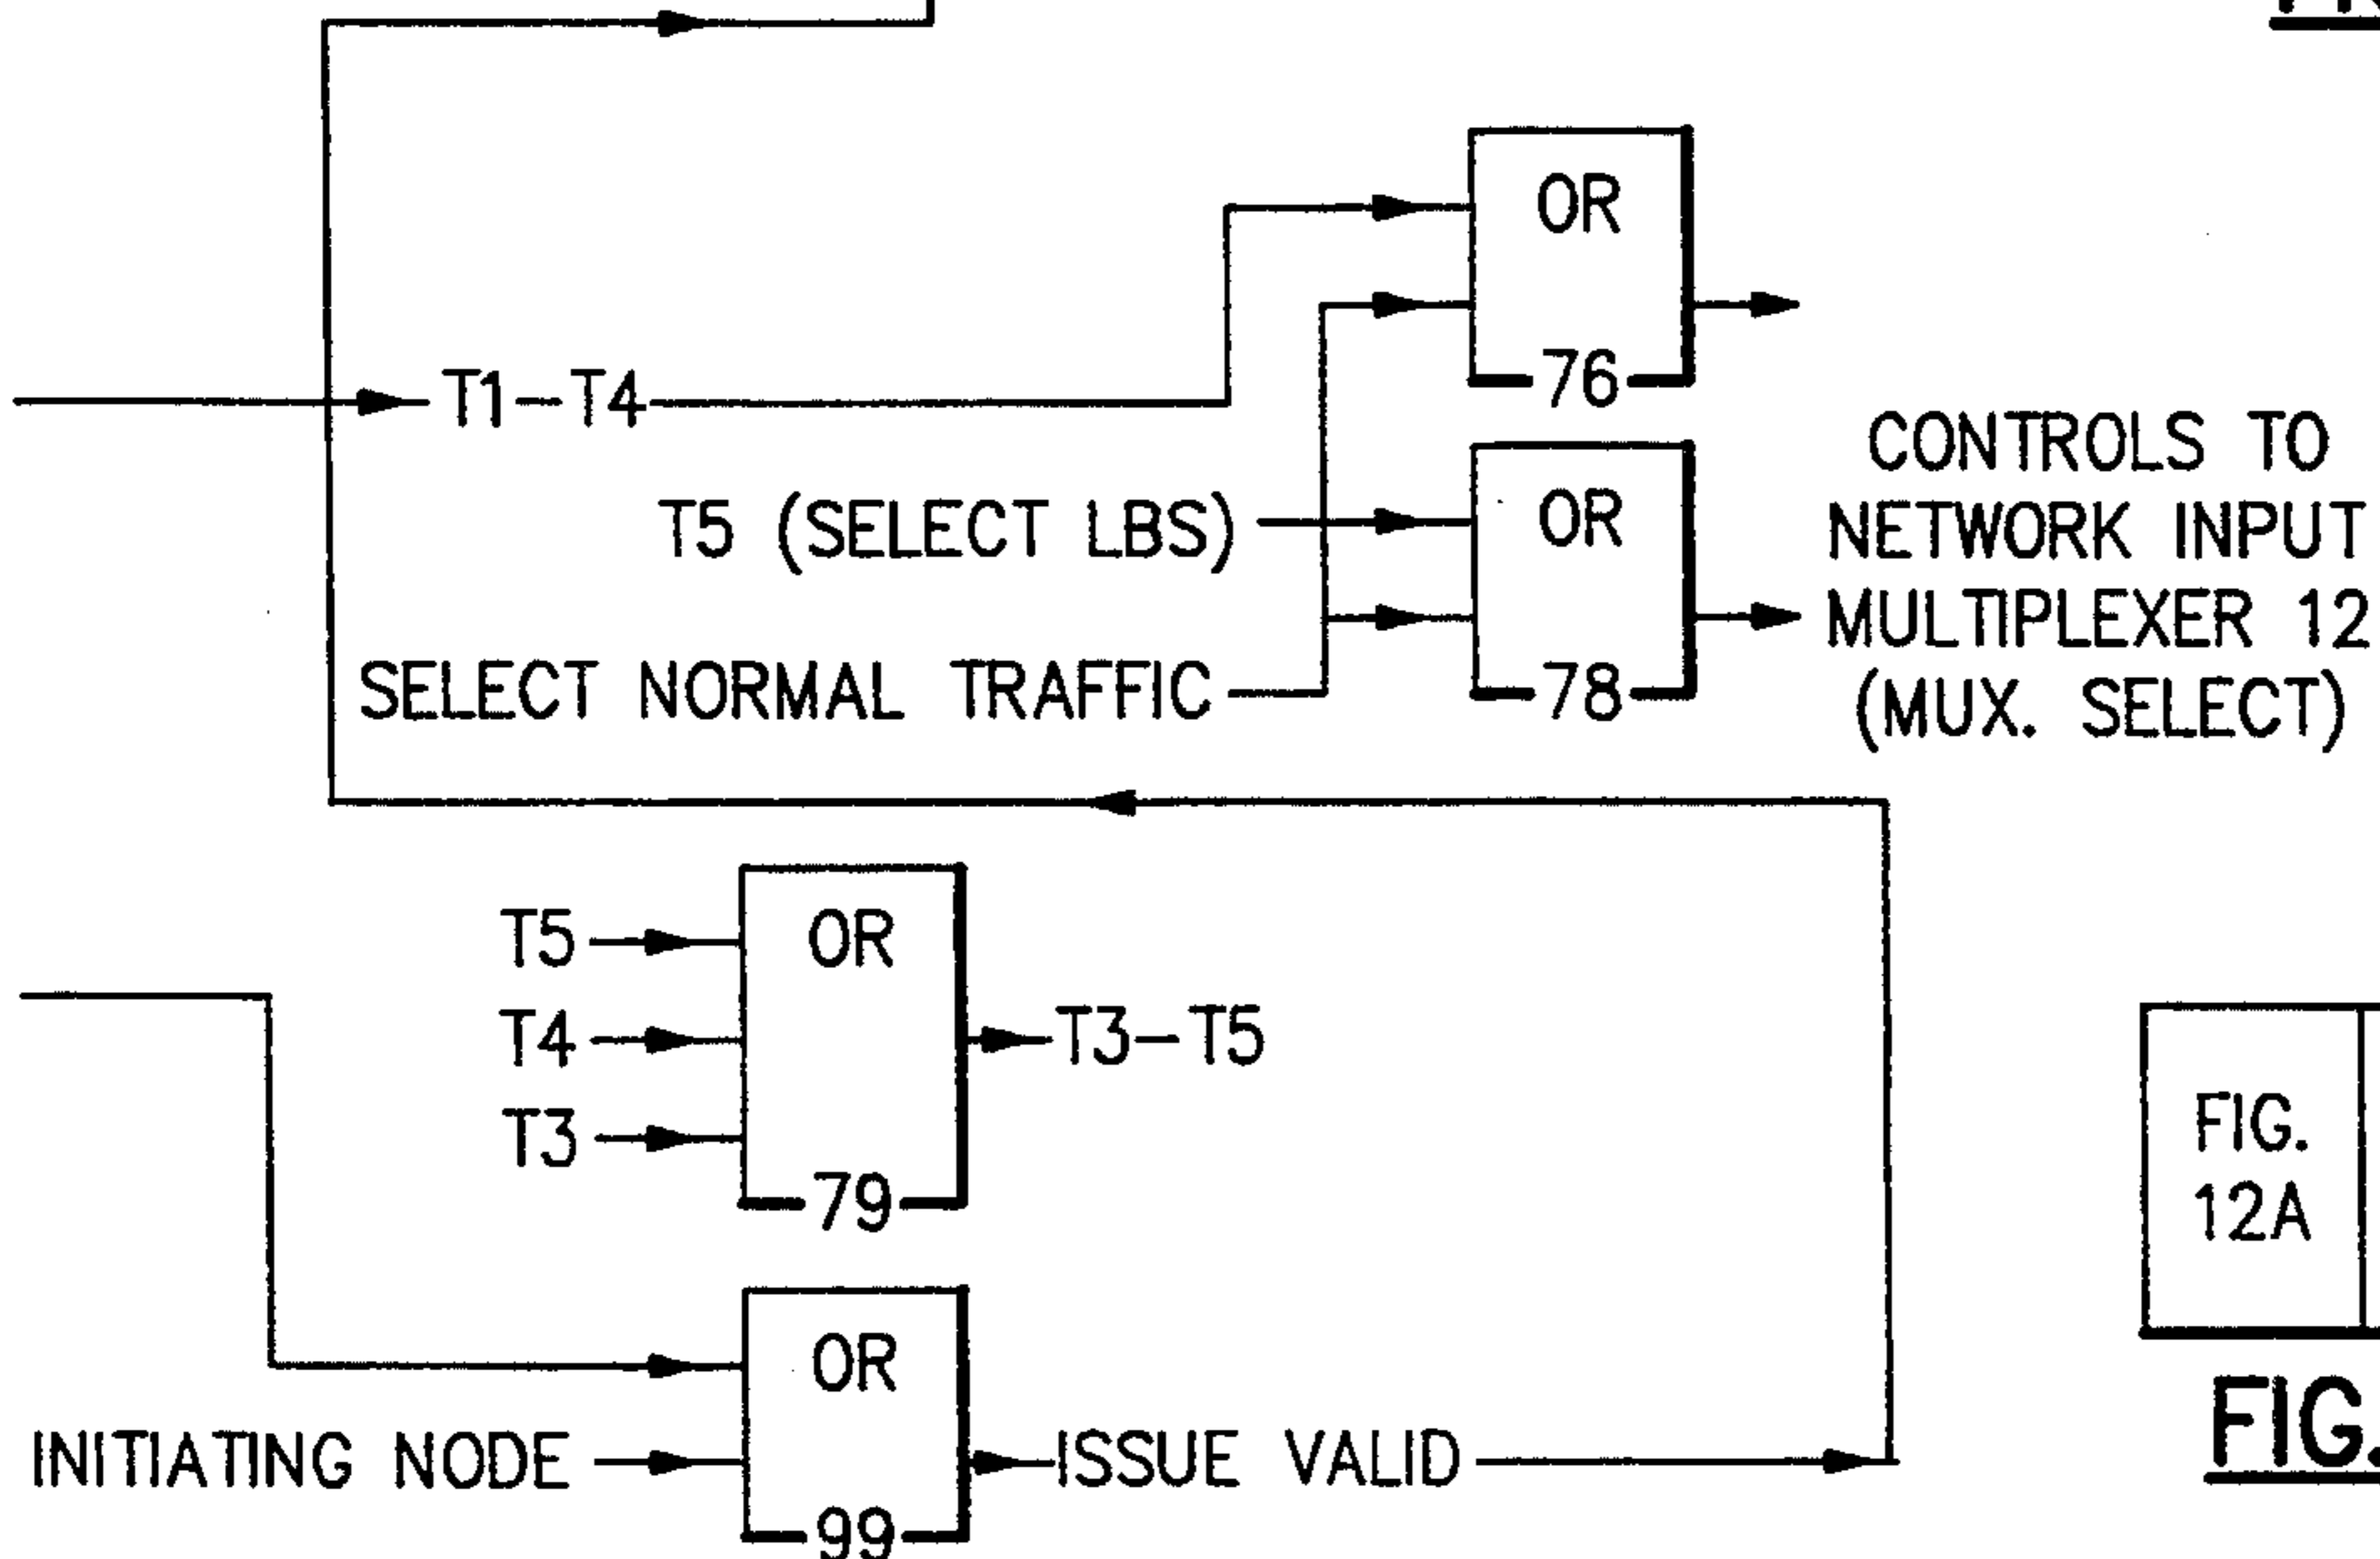 OR
76
T1-T4
CONTROLS TO
NETWORK INPUT
MULTIPLEXER 12
(MUX. SELECT)
T5 (SELECT LBS)
OR
78
SELECT NORMAL TRAFFIC
T5
T4
T3
OR
79
T3-T5
FIG.
12A
FIG.
OR
99
INITIATING NODE
ISSUE VALID